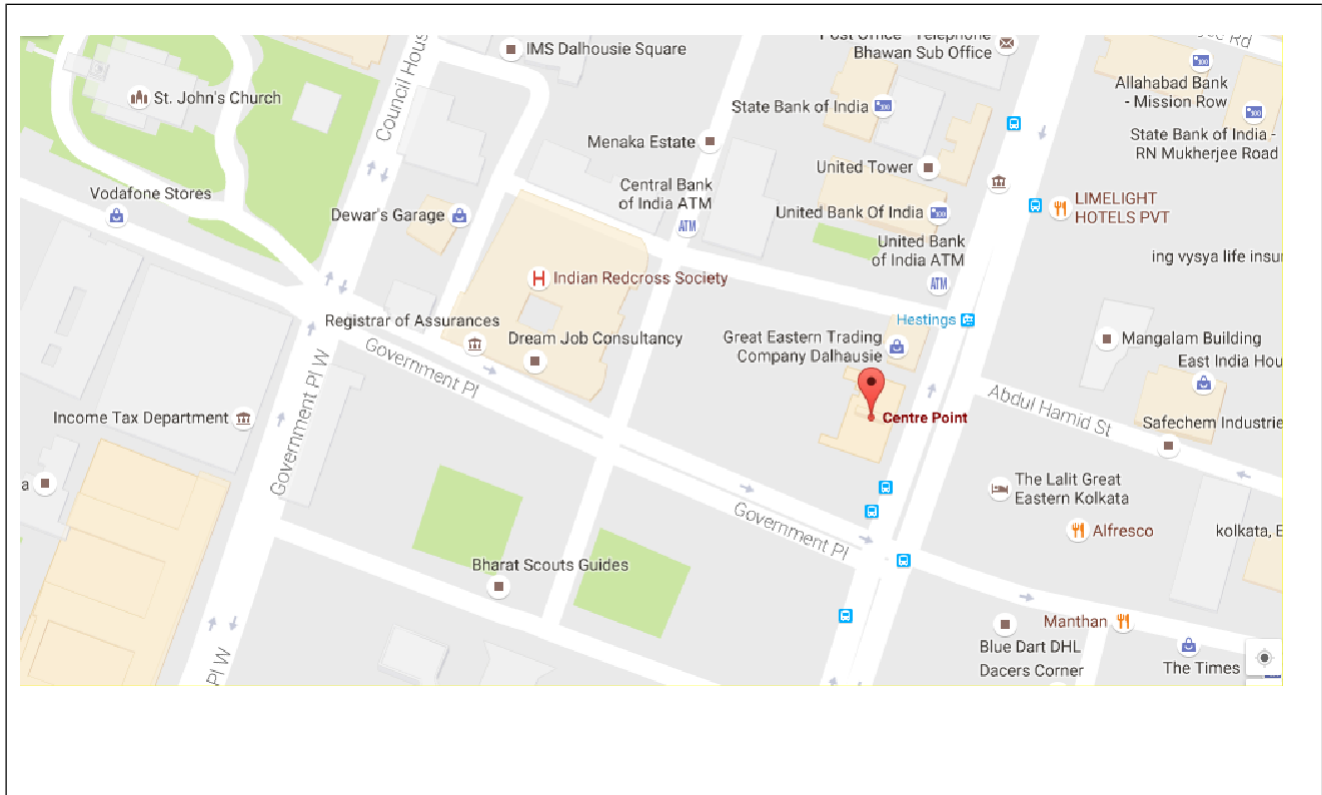 IMS Dalhousie Square
Bhawan Sub Office
Council Hous
Allahabad Bank
- Mission Row
St. John's Church
State Bank of India
State Bank of India -
RN Mukherjee Road
Menaka Estate
United Tower
Vodafone Stores
Central Bank
of India ATM
ATM
LIMELIGHT
HOTELS PVT
Dewar's Garage
United Bank Of India
United Bank
of India ATM
ATM
ing vysya life insu
H Indian Redcross Society
Registrar of Assurances
Hestings
Dream Job Consultancy
Great Eastern Trading
Company Dalhausie
Mangalam Building
East India Hou
Government Pl
Government Pl W
Income Tax Department
Centre Point
Abdul Hamid St
Safechem Industrie
a
The Lalit Great
Eastern Kolkata
Government Pl
Alfresco
kolkata, E
Bharat Scouts Guides
Manthan
Blue Dart DHL
Dacers Corner
The Times
Pl W